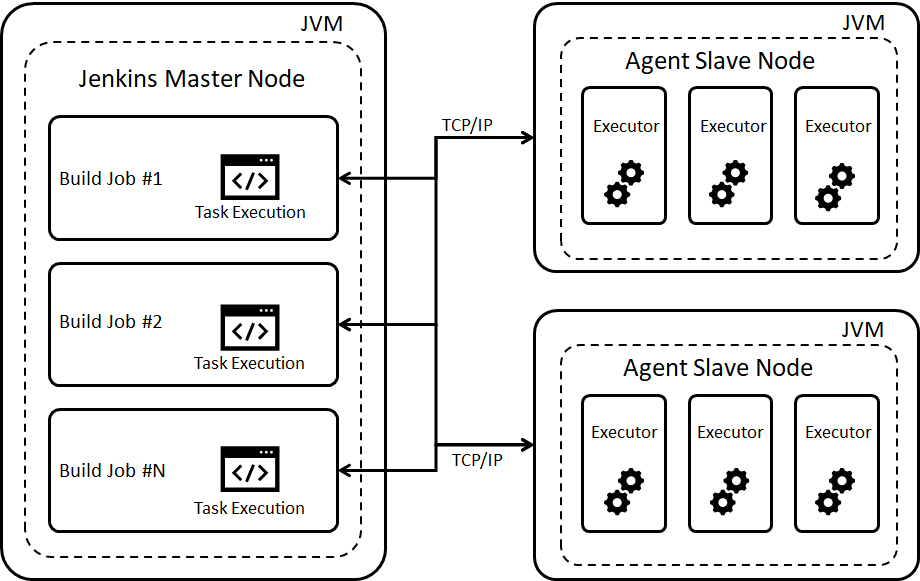 JVM
Jenkins Master Node
Build Job #1
Task Execution
Build Job #2
Task Execution
Build Job #N
Task Execution
TCP/IP
TCP/IP
JVM
Agent Slave Node
Executor
Executor
Executor
JVM
Agent Slave Node
Executor
Executor
Executor